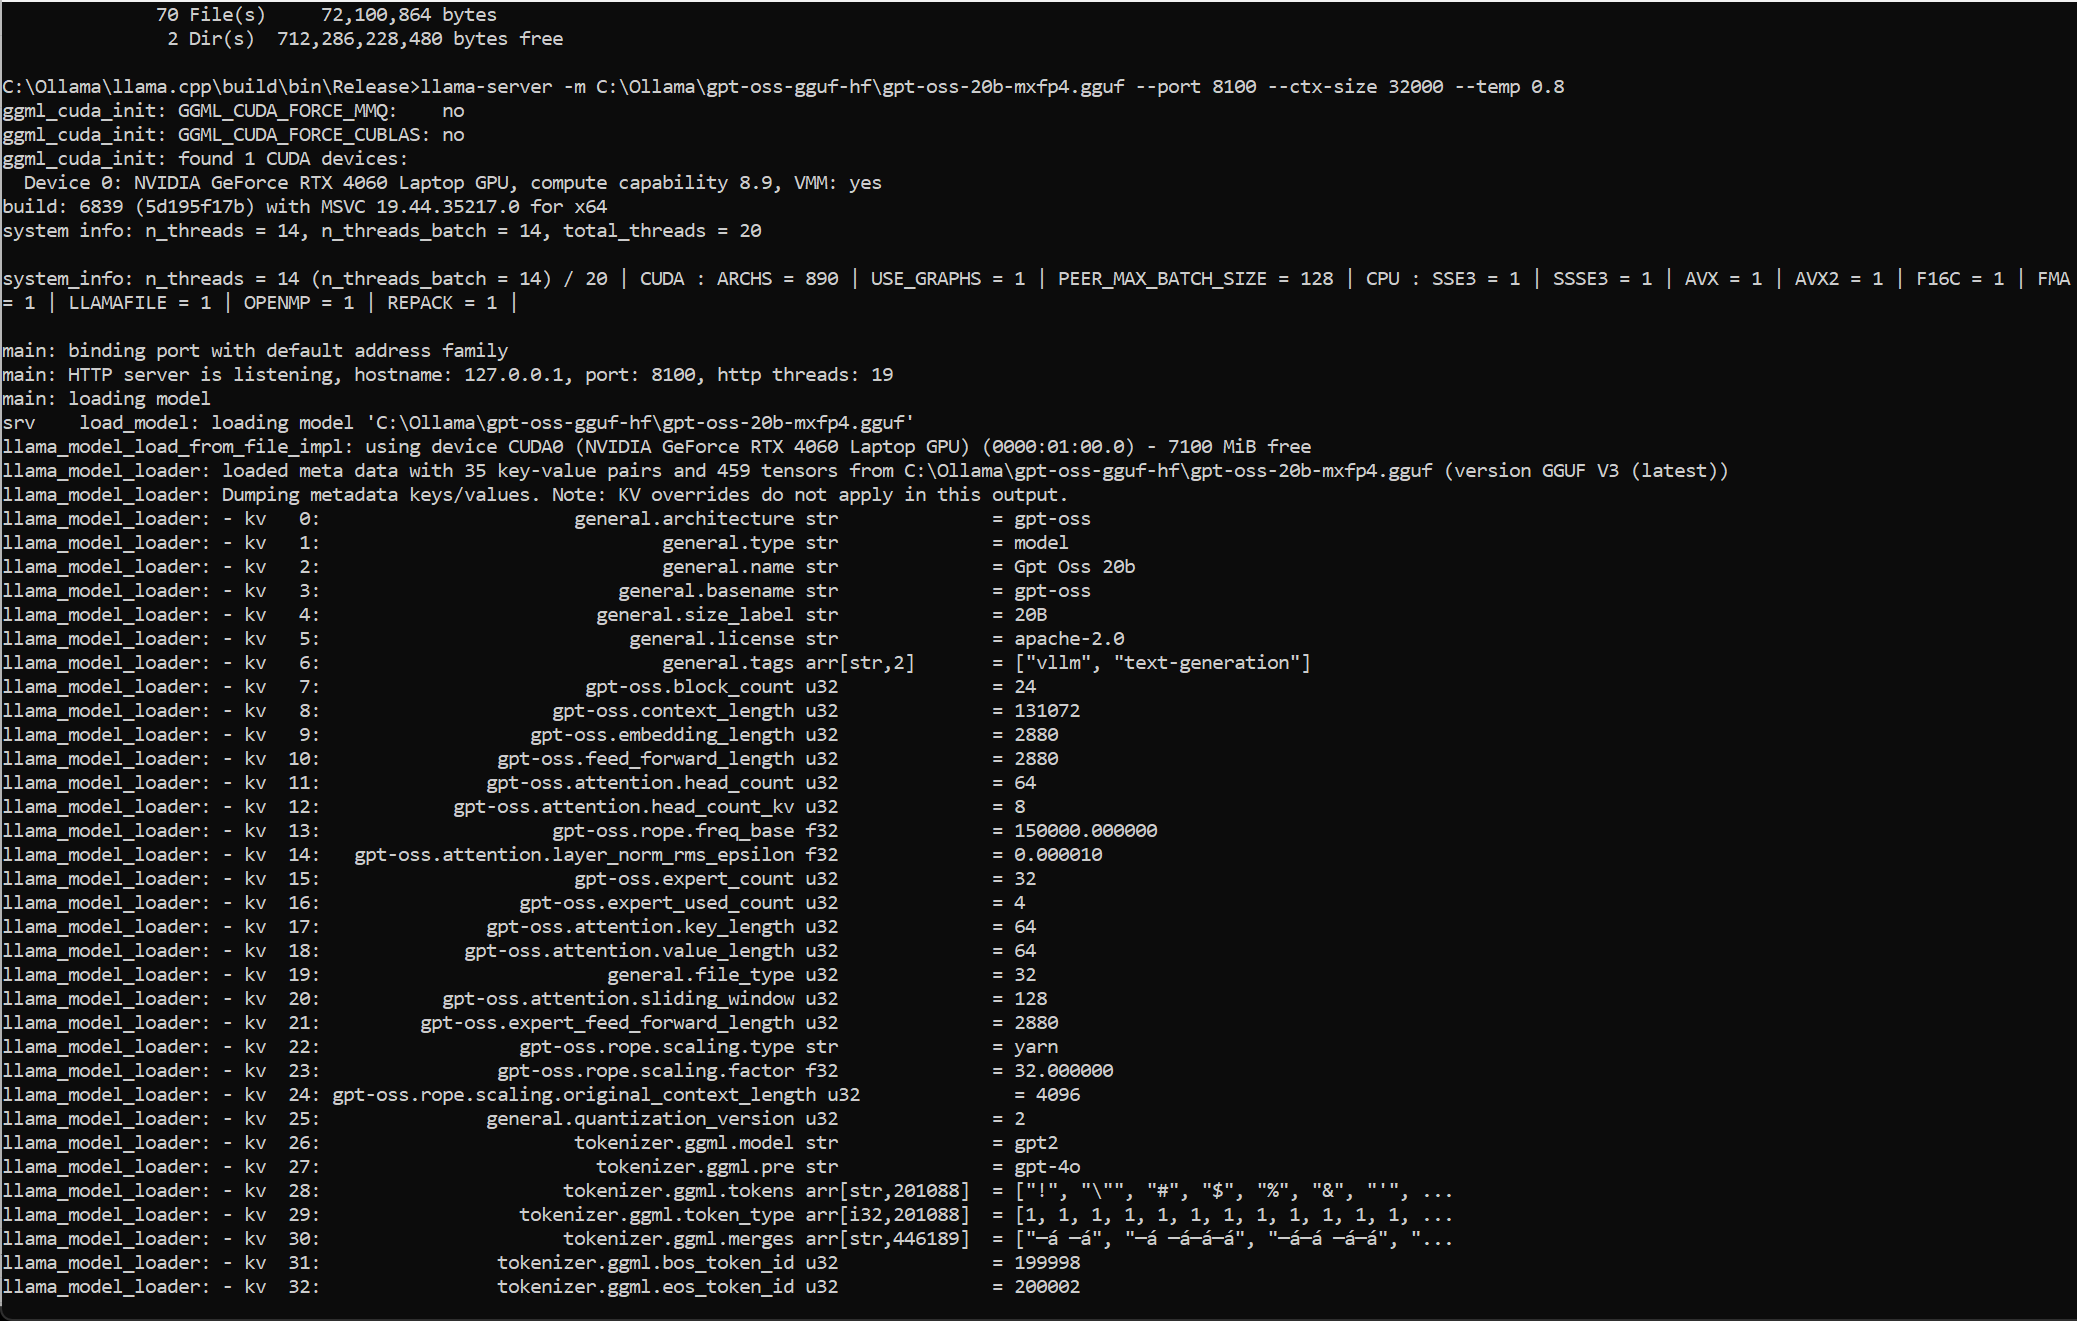 70 File(s)     72,100,864 bytes
2 Dir(s)  712,286,228,480 bytes free
C:\Ollama\llama.cpp\build\bin\Release>llama-server -m C:\Ollama\gpt-oss-gguf-hf\gpt-oss-20b-mxfp4.gguf --port 8100 --ctx-size 32000 --temp 0.8
ggml_cuda_init: GGML_CUDA_FORCE_MMQ:    no
ggml_cuda_init: GGML_CUDA_FORCE_CUBLAS: no
ggml_cuda_init: found 1 CUDA devices:
  Device 0: NVIDIA GeForce RTX 4060 Laptop GPU, compute capability 8.9, VMM: yes
build: 6839 (5d195f17b) with MSVC 19.44.35217.0 for x64
system info: n_threads = 14, n_threads_batch = 14, total_threads = 20
system_info: n_threads = 14 (n_threads_batch = 14) / 20 | CUDA : ARCHS = 890 | USE_GRAPHS = 1 | PEER_MAX_BATCH_SIZE = 128 | CPU : SSE3 = 1 | SSSE3 = 1 | AVX = 1 | AVX2 = 1 | F16C = 1 | FMA
= 1 | LLAMAFILE = 1 | OPENMP = 1 | REPACK = 1 |
main: binding port with default address family
main: HTTP server is listening, hostname: 127.0.0.1, port: 8100, http threads: 19
main: loading model
srv    load_model: loading model 'C:\Ollama\gpt-oss-gguf-hf\gpt-oss-20b-mxfp4.gguf'
llama_model_load_from_file_impl: using device CUDA0 (NVIDIA GeForce RTX 4060 Laptop GPU) (0000:01:00.0) - 7100 MiB free
llama_model_loader: loaded meta data with 35 key-value pairs and 459 tensors from C:\Ollama\gpt-oss-gguf-hf\gpt-oss-20b-mxfp4.gguf (version GGUF V3 (latest))
llama_model_loader: Dumping metadata keys/values. Note: KV overrides do not apply in this output.
llama_model_loader: - kv   0: general.architecture str = gpt-oss
llama_model_loader: - kv   1: general.type str = model
llama_model_loader: - kv   2: general.name str = Gpt Oss 20b
llama_model_loader: - kv   3: general.basename str = gpt-oss
llama_model_loader: - kv   4: general.size_label str = 20B
llama_model_loader: - kv   5: general.license str = apache-2.0
llama_model_loader: - kv   6: general.tags arr[str,2] = ["vllm", "text-generation"]
llama_model_loader: - kv   7: gpt-oss.block_count u32 = 24
llama_model_loader: - kv   8: gpt-oss.context_length u32 = 131072
llama_model_loader: - kv   9: gpt-oss.embedding_length u32 = 2880
llama_model_loader: - kv  10: gpt-oss.feed_forward_length u32 = 2880
llama_model_loader: - kv  11: gpt-oss.attention.head_count u32 = 64
llama_model_loader: - kv  12: gpt-oss.attention.head_count_kv u32 = 8
llama_model_loader: - kv  13: gpt-oss.rope.freq_base f32 = 150000.000000
llama_model_loader: - kv  14: gpt-oss.attention.layer_norm_rms_epsilon f32 = 0.000010
llama_model_loader: - kv  15: gpt-oss.expert_count u32 = 32
llama_model_loader: - kv  16: gpt-oss.expert_used_count u32 = 4
llama_model_loader: - kv  17: gpt-oss.attention.key_length u32 = 64
llama_model_loader: - kv  18: gpt-oss.attention.value_length u32 = 64
llama_model_loader: - kv  19: general.file_type u32 = 32
llama_model_loader: - kv  20: gpt-oss.attention.sliding_window u32 = 128
llama_model_loader: - kv  21: gpt-oss.expert_feed_forward_length u32 = 2880
llama_model_loader: - kv  22: gpt-oss.rope.scaling.type str = yarn
llama_model_loader: - kv  23: gpt-oss.rope.scaling.factor f32 = 32.000000
llama_model_loader: - kv  24: gpt-oss.rope.scaling.original_context_length u32 = 4096
llama_model_loader: - kv  25: general.quantization_version u32 = 2
llama_model_loader: - kv  26: tokenizer.ggml.model str = gpt2
llama_model_loader: - kv  27: tokenizer.ggml.pre str = gpt-4o
llama_model_loader: - kv  28: tokenizer.ggml.tokens arr[str,201088] = ["!", "\"", "#", "$", "%", "&", "'", ...
llama_model_loader: - kv  29: tokenizer.ggml.token_type arr[i32,201088] = [1, 1, 1, 1, 1, 1, 1, 1, 1, 1, 1, 1, ...
llama_model_loader: - kv  30: tokenizer.ggml.merges arr[str,446189] = ["─á ─á", "─á ─á─á─á", "─á─á ─á─á", "...
llama_model_loader: - kv  31: tokenizer.ggml.bos_token_id u32 = 199998
llama_model_loader: - kv  32: tokenizer.ggml.eos_token_id u32 = 200002